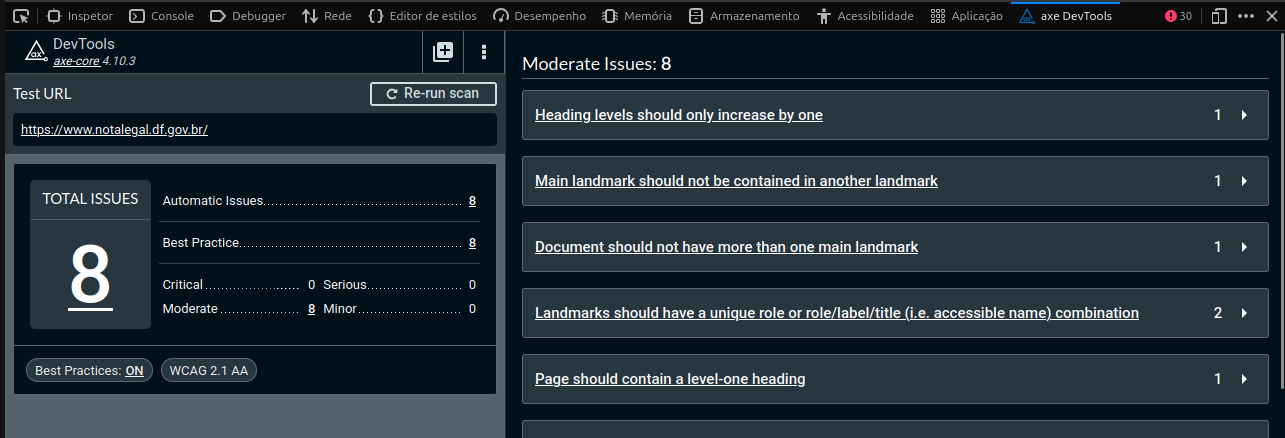 Inspetor Console Debugger Rede Editor de estilos Desempenho Memória Armazenamento Acessibilidade Aplicação axe DevTools 30
ax DevTools
axe-core 4.10.3
Test URL Re-run scan
https://www.notalegal.df.gov.br/
TOTAL ISSUES
8
Automatic Issues 8
Best Practice 8
Critical 0 Serious 0
Moderate 8 Minor 0
Best Practices: ON WCAG 2.1 AA
Moderate Issues: 8
Heading levels should only increase by one 1
Main landmark should not be contained in another landmark 1
Document should not have more than one main landmark 1
Landmarks should have a unique role or role/label/title (i.e. accessible name) combination 2
Page should contain a level-one heading 1